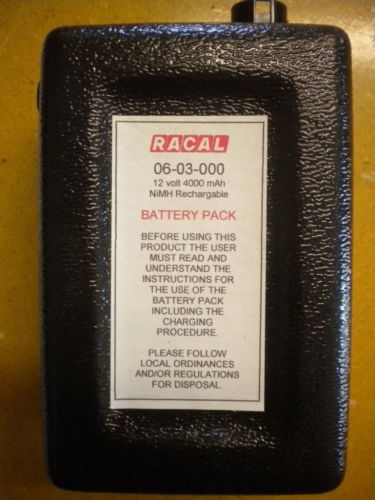 RACAL
06-03-000
12 volt 4000 mAh
NiMH Rechargable
BATTERY PACK
BEFORE USING THIS
PRODUCT THE USER
MUST READ AND
UNDERSTAND THE
INSTRUCTIONS FOR
THE USE OF THE
BATTERY PACK
INCLUDING THE
CHARGING
PROCEDURE.
PLEASE FOLLOW
LOCAL ORDINANCES
AND/OR REGULATIONS
FOR DISPOSAL.